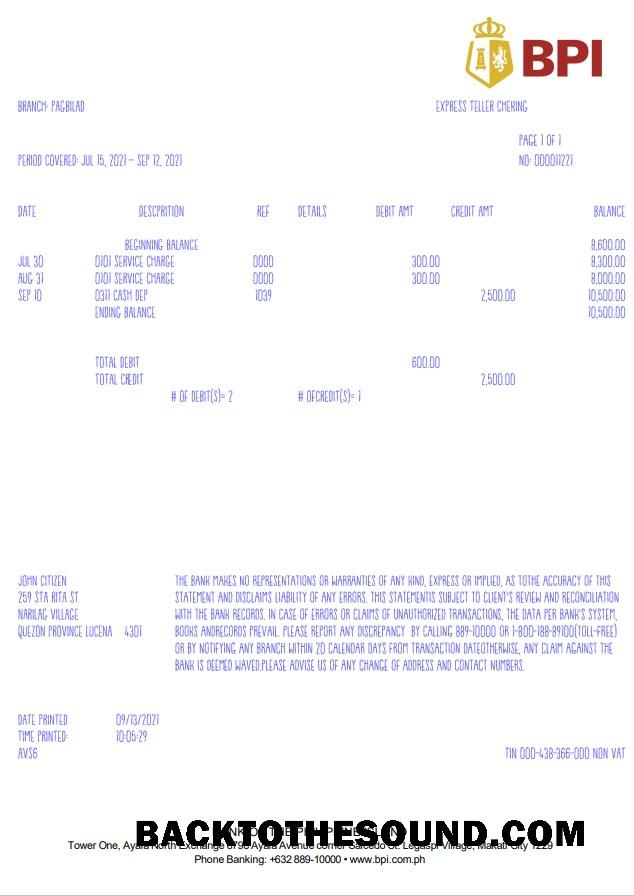 BPI
BRANCH: PAGBILAO EXPRESS TELLER CHEKING
PAGE 1 OF 1
PERIOD COVERED: JUL 15, 2021 – SEP 12, 2021 NO: 000011221
DATE DESCPRITION REF DETAILS DEBIT AMT CREDIT AMT BALANCE
BEGINNING BALANCE 8,600.00
JUL 30 0101 SERVICE CHARGE 0000 300.00 8,300.00
AUG 31 0101 SERVICE CHARGE 0000 300.00 8,000.00
SEP 10 0311 CASH DEP 1039 2,500.00 10,500.00
ENDING BALANCE 10,500.00
TOTAL DEBIT 600.00
TOTAL CREDIT 2,500.00
# OF DEBIT(S)= 2 # OFCREDIT(S)= 1
JOHN CITIZEN
259 STA RITA ST
NARILAG VILLAGE
QUEZON PROVINCE LUCENA 4301
THE BANK MAKES NO REPRESENTATIONS OR WARRANTIES OF ANY KIND, EXPRESS OR IMPLIED, AS TOTHE ACCURACY OF THIS
STATEMENT AND DISCLAIMS LIABILITY OF ANY ERRORS. THIS STATEMENTIS SUBJECT TO CLIENT'S REVIEW AND RECONCILIATION
WITH THE BANK RECORDS. IN CASE OF ERRORS OR CLAIMS OF UNAUTHORIZED TRANSACTIONS, THE DATA PER BANK'S SYSTEM,
BOOKS ANDRECORDS PREVAIL. PLEASE REPORT ANY DISCREPANCY BY CALLING 889-10000 OR 1-800-188-89100(TOLL-FREE)
OR BY NOTIFYING ANY BRANCH WITHIN 20 CALENDAR DAYS FROM TRANSACTION DATEOTHERWISE, ANY CLAIM AGAINST THE
BANK IS DEEMED WAVED.PLEASE ADVISE US OF ANY CHANGE OF ADDRESS AND CONTACT NUMBERS.
DATE PRINTED 09/13/2021
TIME PRINTED: 10:05:29
AVS6 TIN 000-438-366-000 NON VAT
BACKTOTHESOUND.COM
Tower One, Ayala North Exchange 6796 Ayala Avenue corner Salcedo St. Legaspi Village, Makati City 1229
Phone Banking: +632 889-10000 • www.bpi.com.ph